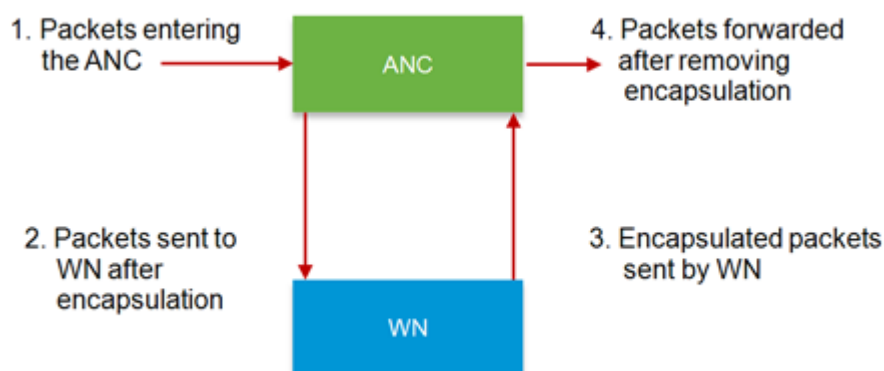 1. Packets entering
the ANC
ANC
4. Packets forwarded
after removing
encapsulation
2. Packets sent to
WN after
encapsulation
3. Encapsulated packets
sent by WN
WN